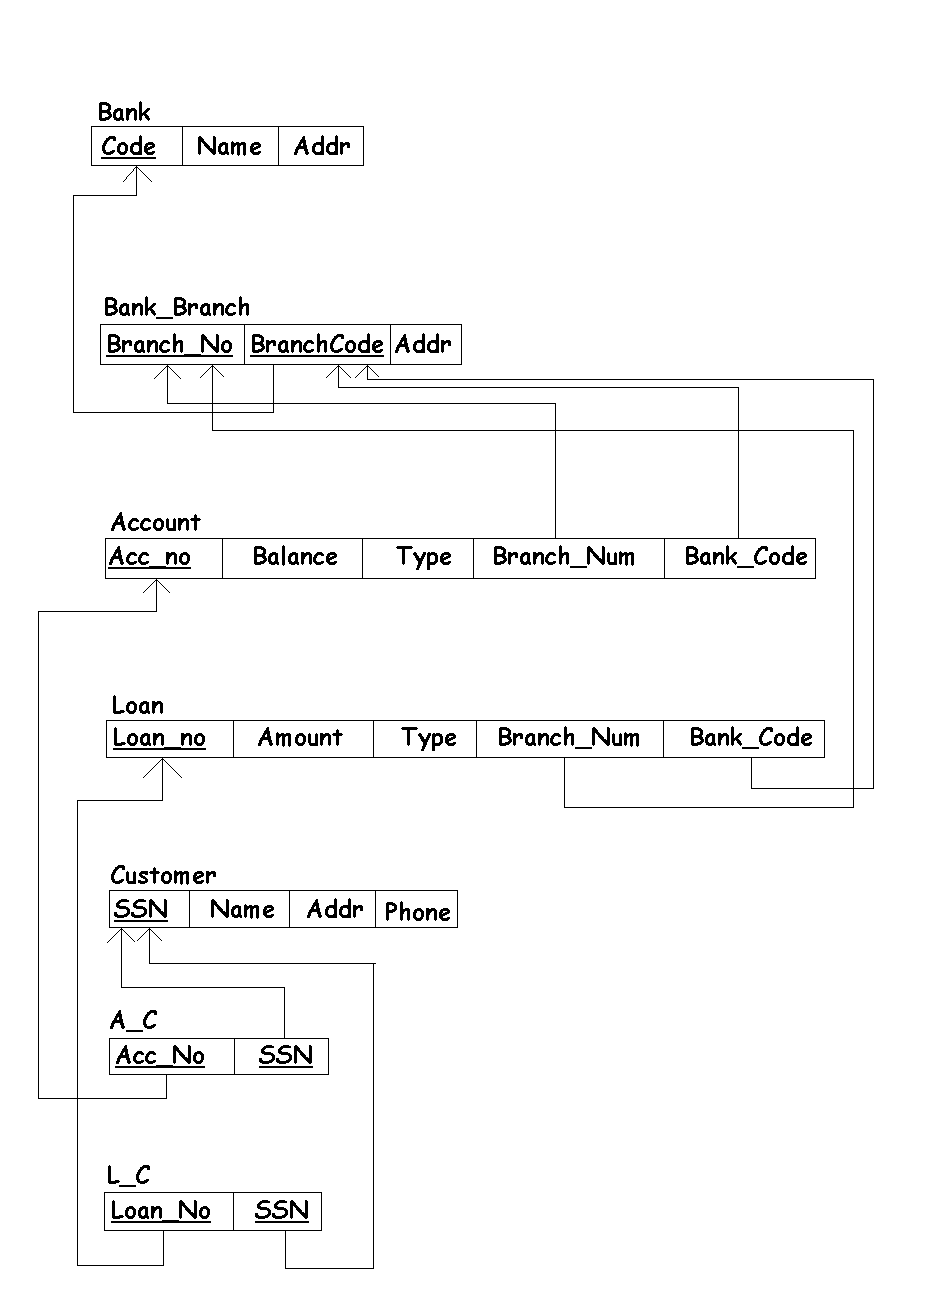 Bank
Code Name Addr
Bank_Branch
Branch_No BranchCode Addr
Account
Acc_no Balance Type Branch_Num Bank_Code
Loan
Loan_no Amount Type Branch_Num Bank_Code
Customer
SSN Name Addr Phone
A_C
Acc_No SSN
L_C
Loan_No SSN